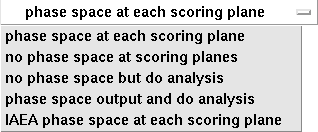 phase space at each scoring plane
phase space at each scoring plane
no phase space at scoring planes
no phase space but do analysis
phase space output and do analysis
IAEA phase space at each scoring plane